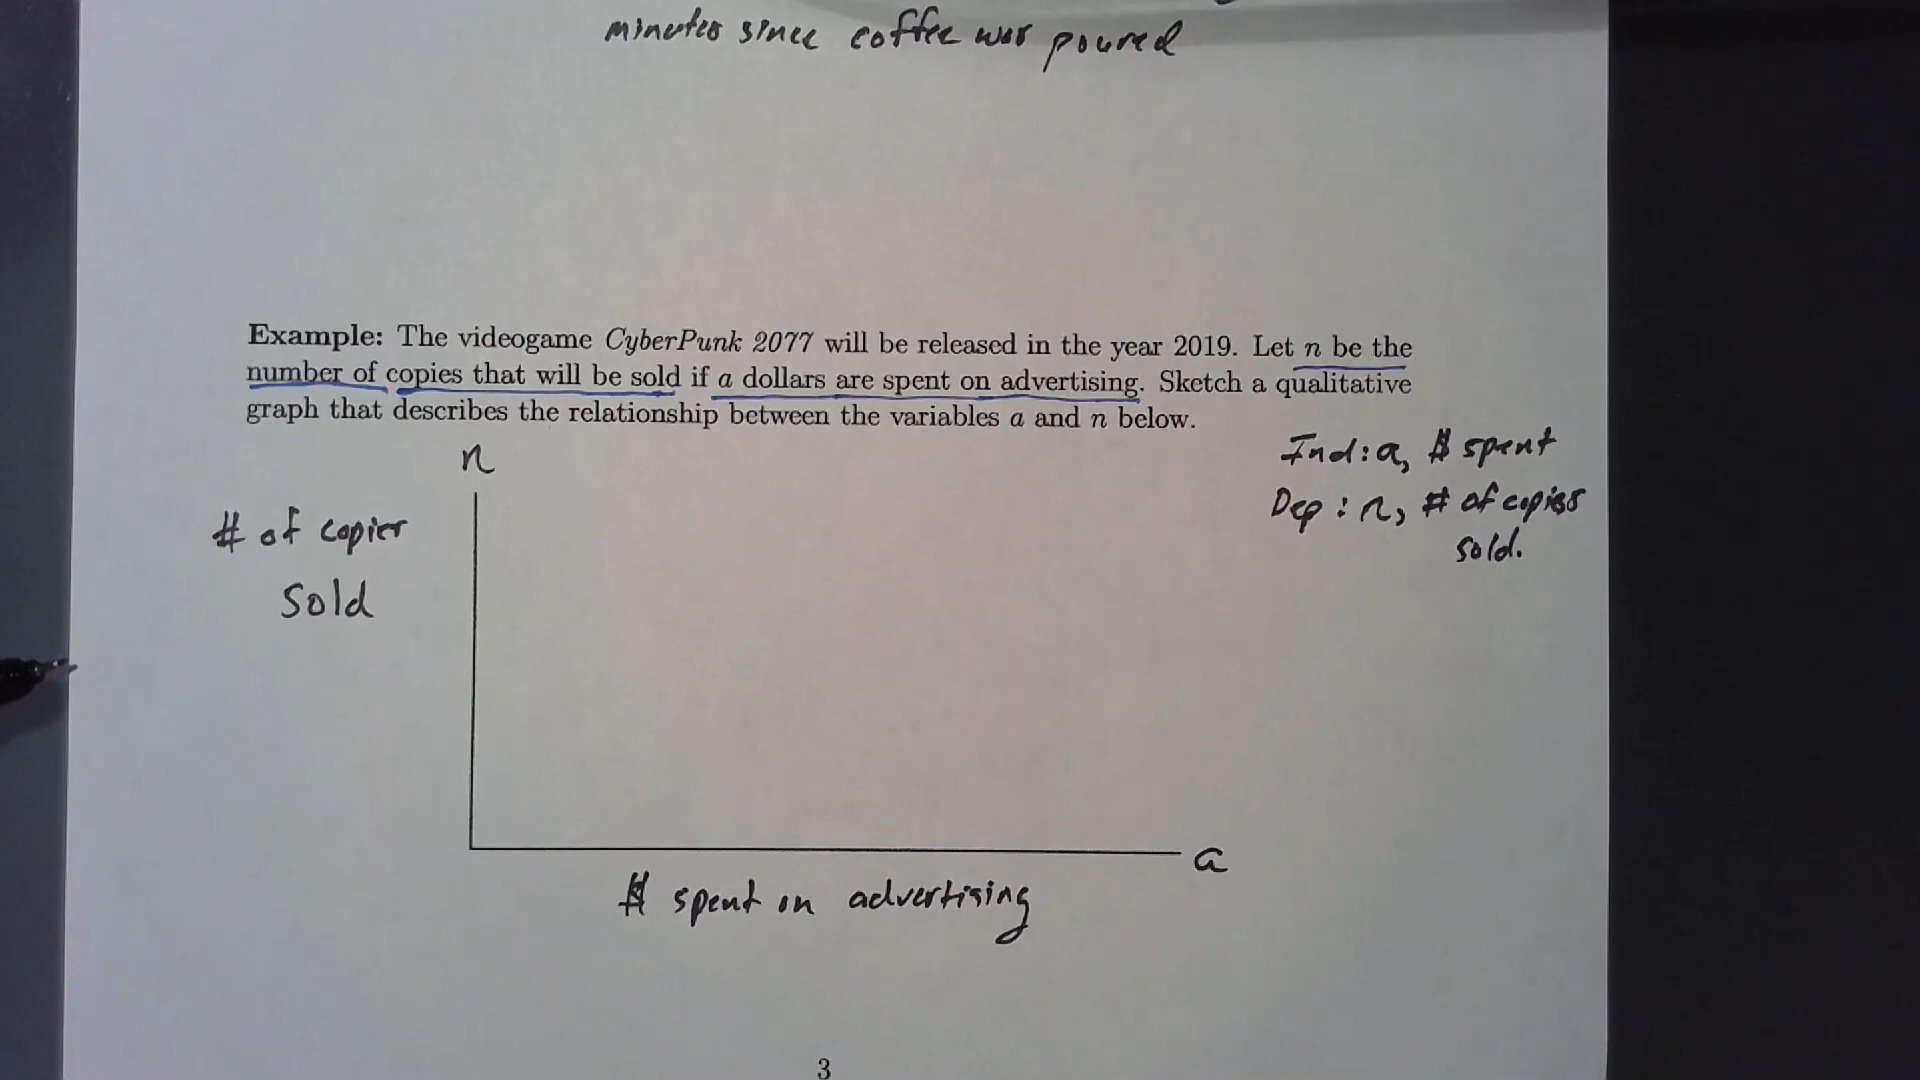 minutes since coffee was poured
Example: The videogame CyberPunk 2077 will be released in the year 2019. Let n be the
number of copies that will be sold if a dollars are spent on advertising. Sketch a qualitative
graph that describes the relationship between the variables a and n below.
n
Ind: a, $ spent
Dep: n, # of copies
sold.
# of copies
sold
a
$ spent on advertising
3